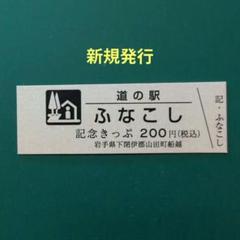 新規発行
道の駅
ふなこし
記念きっぷ 200円(税込)
岩手県下閉伊郡山田町船越
記・ふなこし